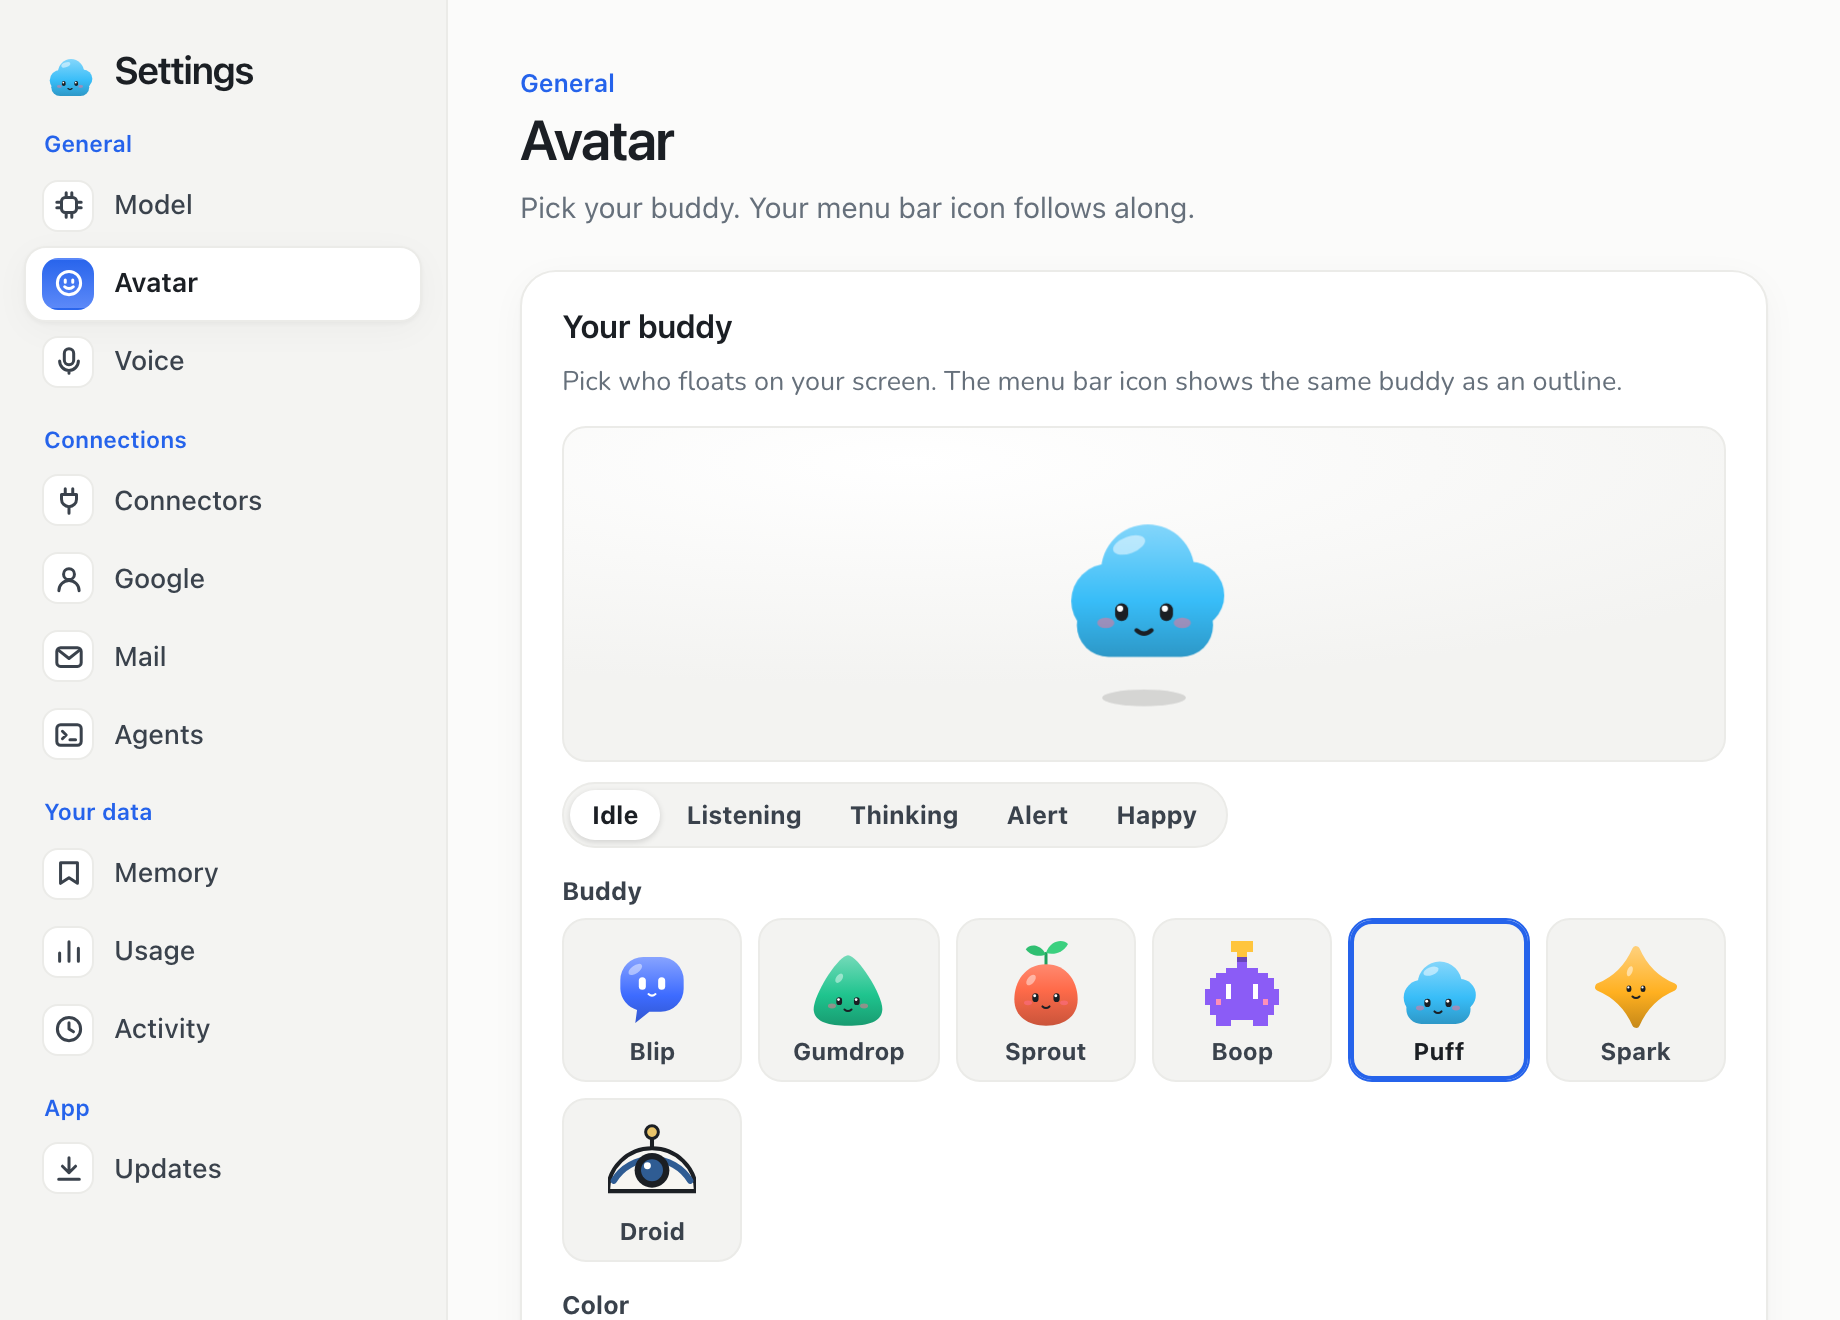 Settings
General
Model
Avatar
Voice
Connections
Connectors
Google
Mail
Agents
Your data
Memory
Usage
Activity
App
Updates
General
Avatar
Pick your buddy. Your menu bar icon follows along.
Your buddy
Pick who floats on your screen. The menu bar icon shows the same buddy as an outline.
Idle Listening Thinking Alert Happy
Buddy
Blip Gumdrop Sprout Boop Puff Spark
Droid
Color